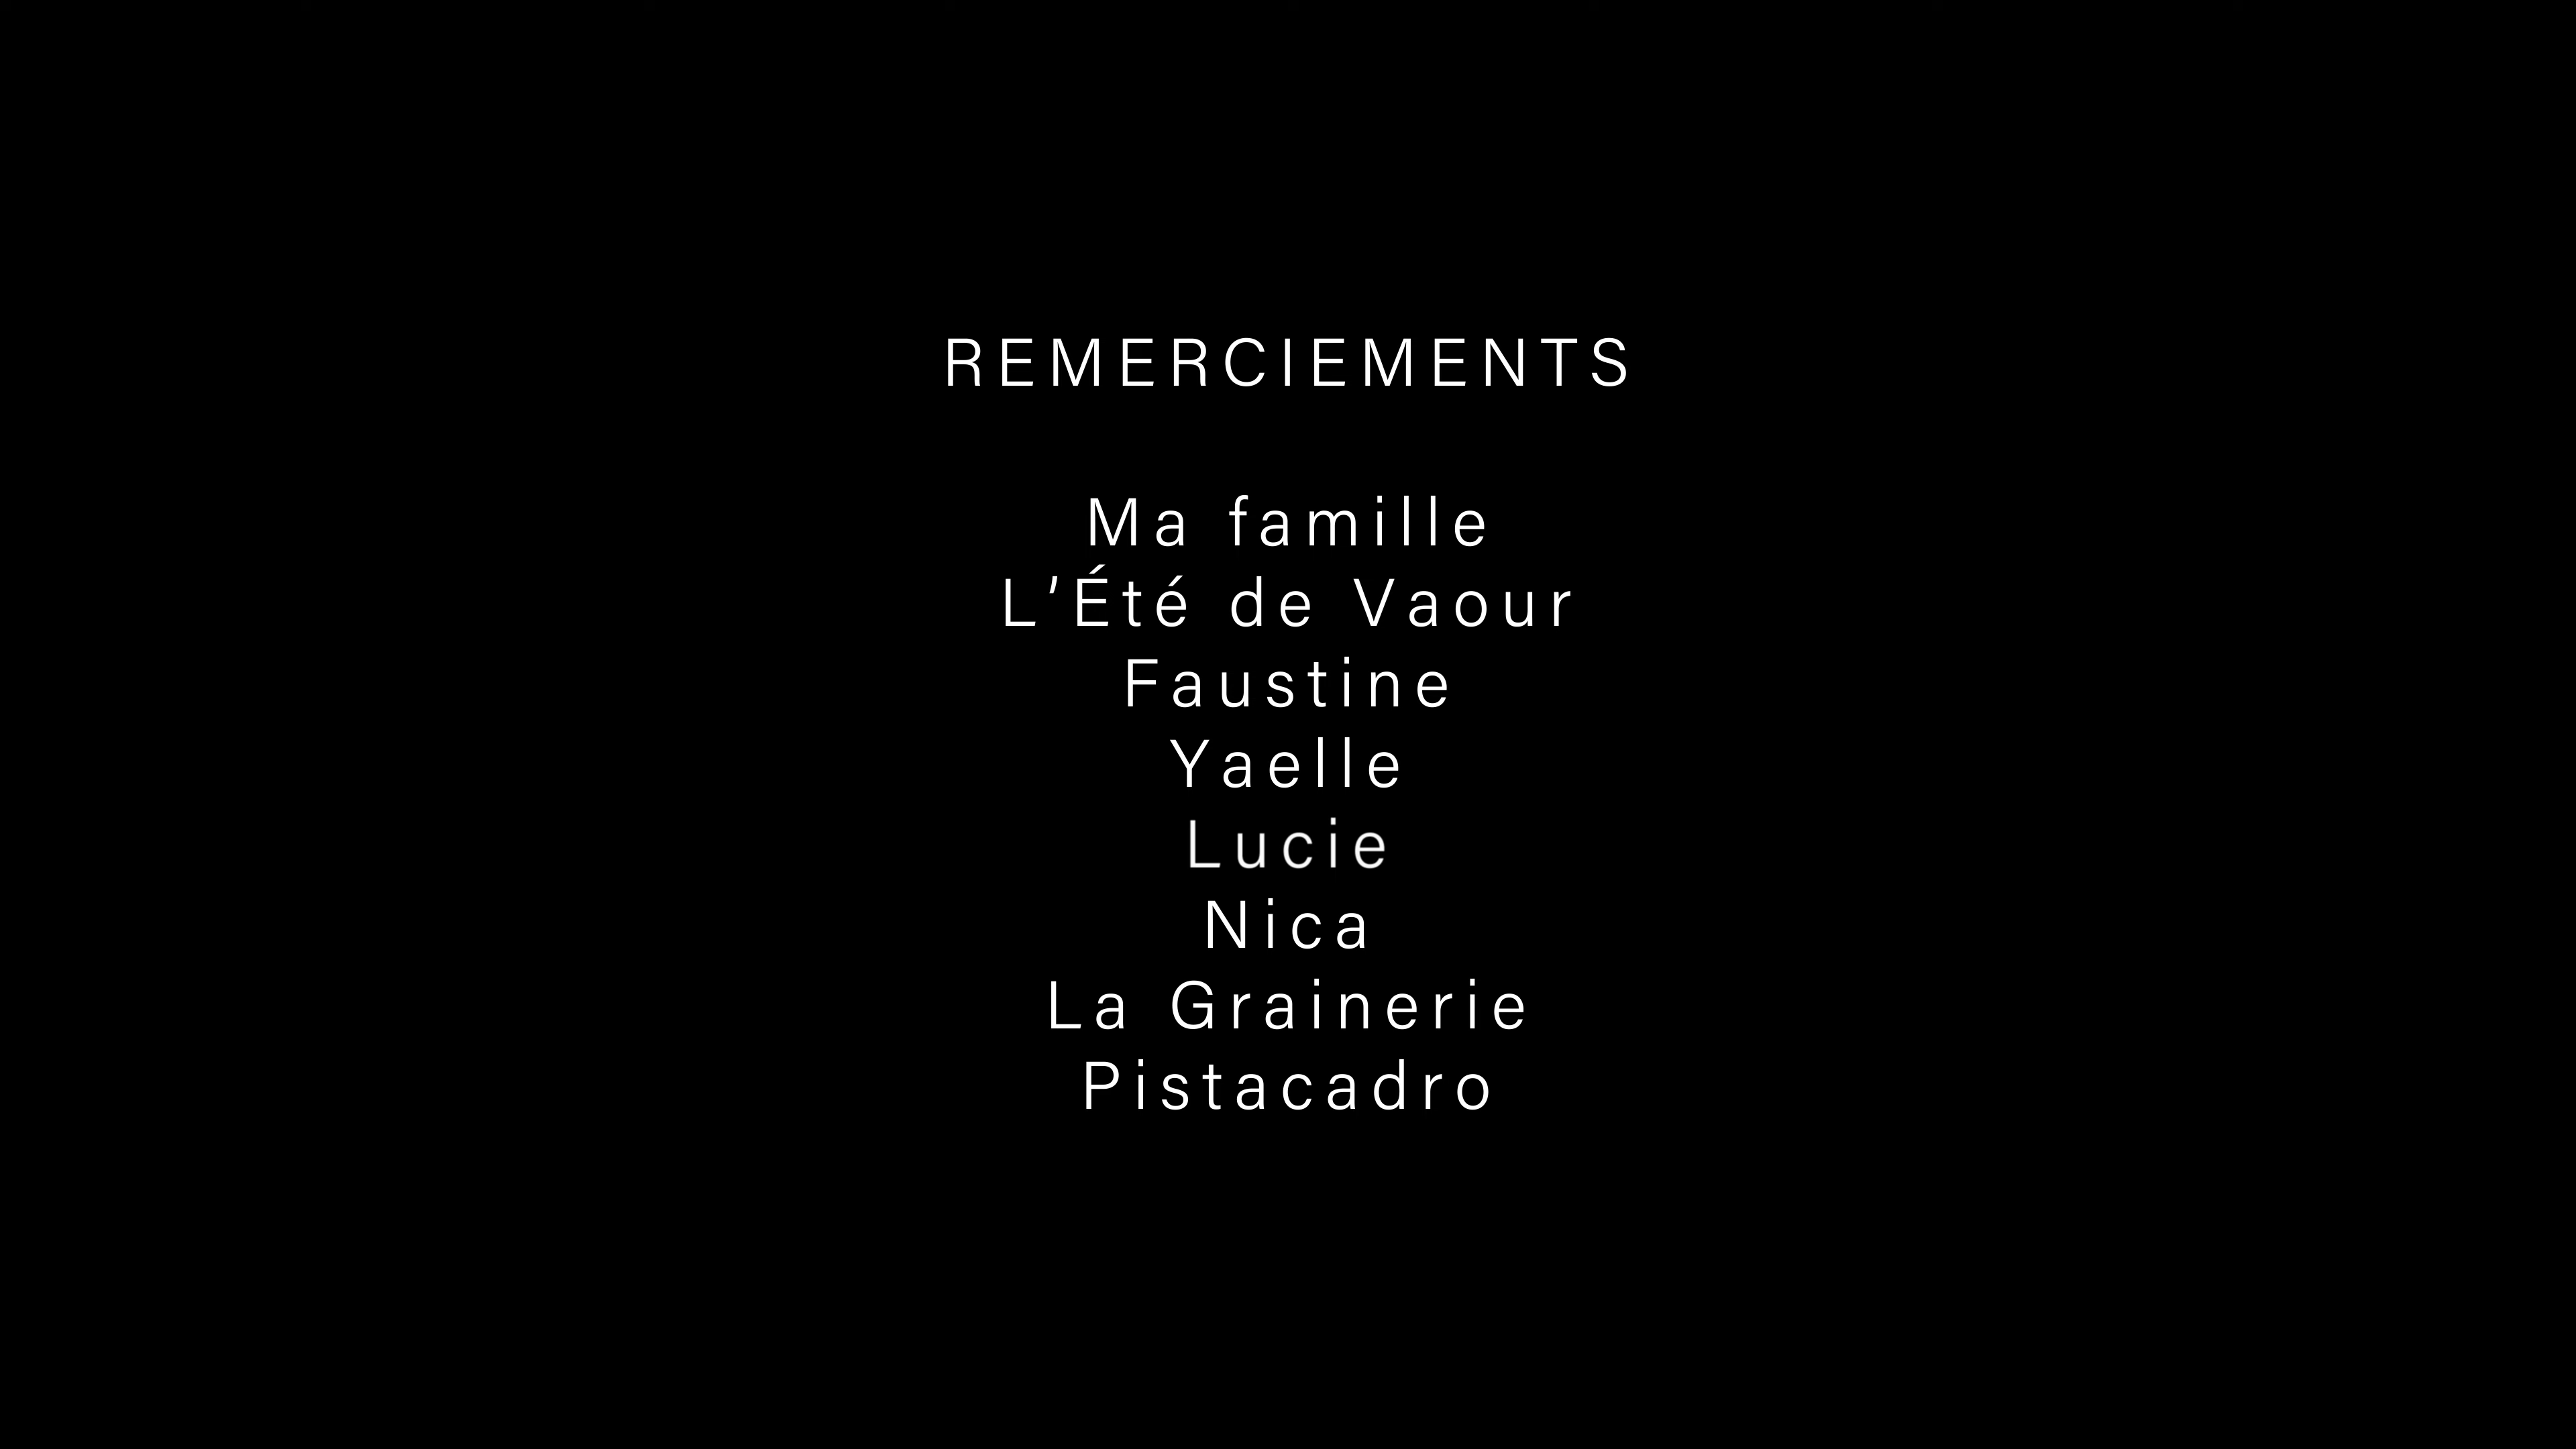 REMERCIEMENTS
Ma famille
L’Été de Vaour
Faustine
Yaelle
Lucie
Nica
La Grainerie
Pistacadro